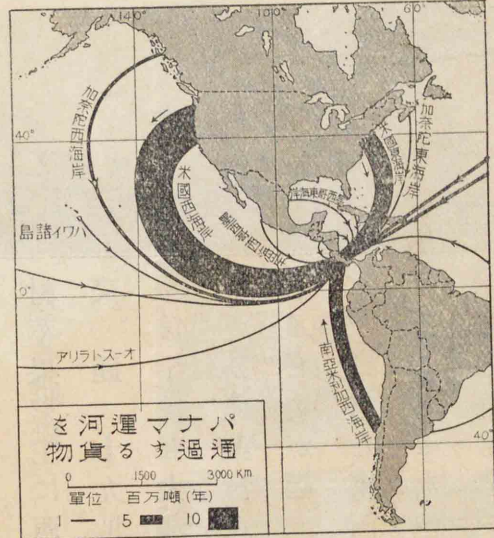 140°
100°
60°
加奈陀西海岸
加奈陀東海岸
40°
米國西海岸
米國東海岸
ハワイ諸島
0°
オーストラリア
南亞米利加西海岸
40°
パナマ運河を
通過する貨物
0 1500 3000 Km
單位 百万噸(年)
1 5 10